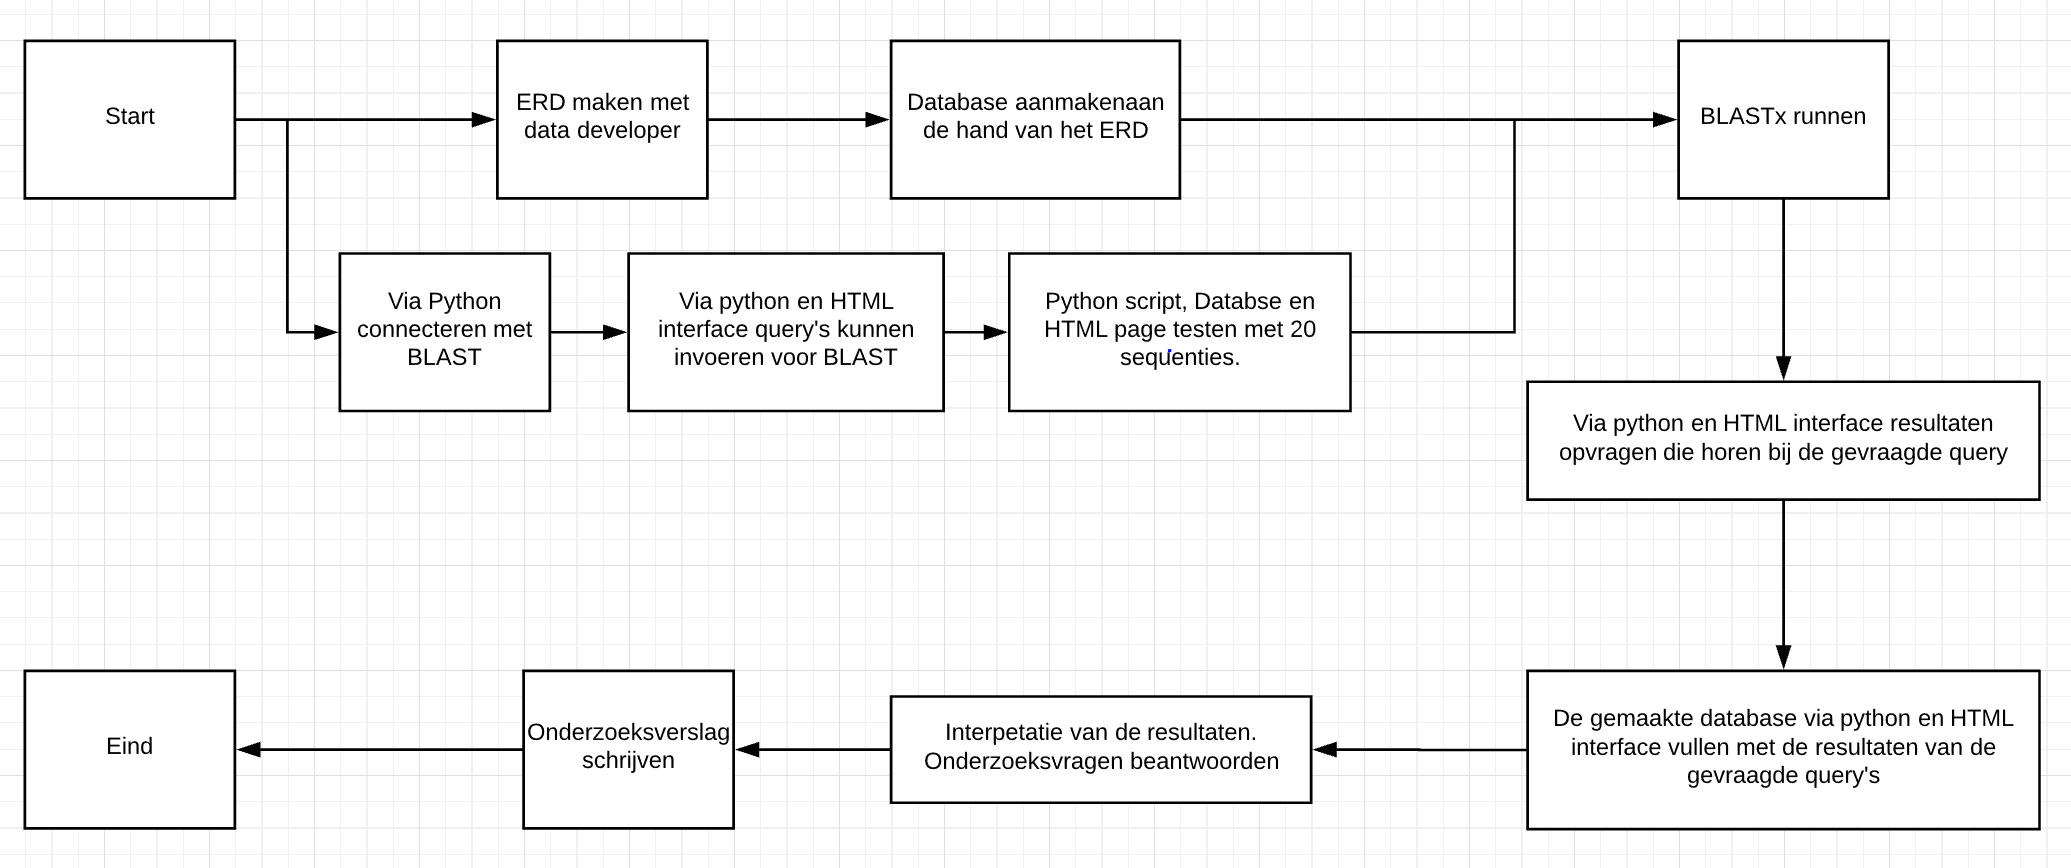 Start
ERD maken met
data developer
Database aanmakenaan
de hand van het ERD
BLASTx runnen
Via Python
connecteren met
BLAST
Via python en HTML
interface query's kunnen
invoeren voor BLAST
Python script, Databse en
HTML page testen met 20
sequenties.
Via python en HTML interface resultaten
opvragen die horen bij de gevraagde query
De gemaakte database via python en HTML
interface vullen met de resultaten van de
gevraagde query's
Interpetatie van de resultaten.
Onderzoeksvragen beantwoorden
Onderzoeksverslag
schrijven
Eind